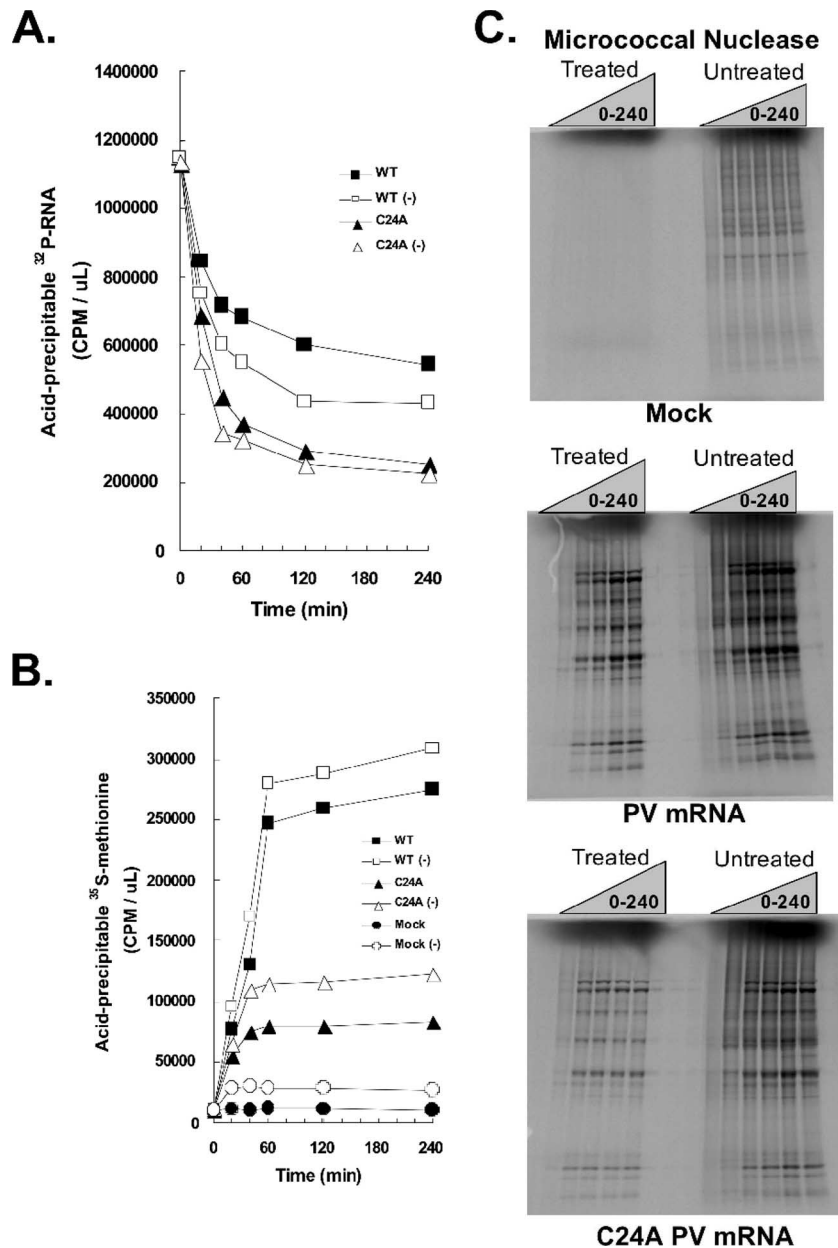 A.
1400000
1200000
1000000
800000
600000
400000
200000
0
Acid-precipitable ³²P-RNA
(CPM / uL)
WT
WT (-)
C24A
C24A (-)
0 60 120 180 240
Time (min)
B.
350000
300000
250000
200000
150000
100000
50000
0
Acid-precipitable ³⁵S-methionine
(CPM / uL)
WT
WT (-)
C24A
C24A (-)
Mock
Mock (-)
0 60 120 180 240
Time (min)
C.
Micrococcal Nuclease
Treated Untreated
0-240 0-240
Mock
Treated Untreated
0-240 0-240
PV mRNA
Treated Untreated
0-240 0-240
C24A PV mRNA